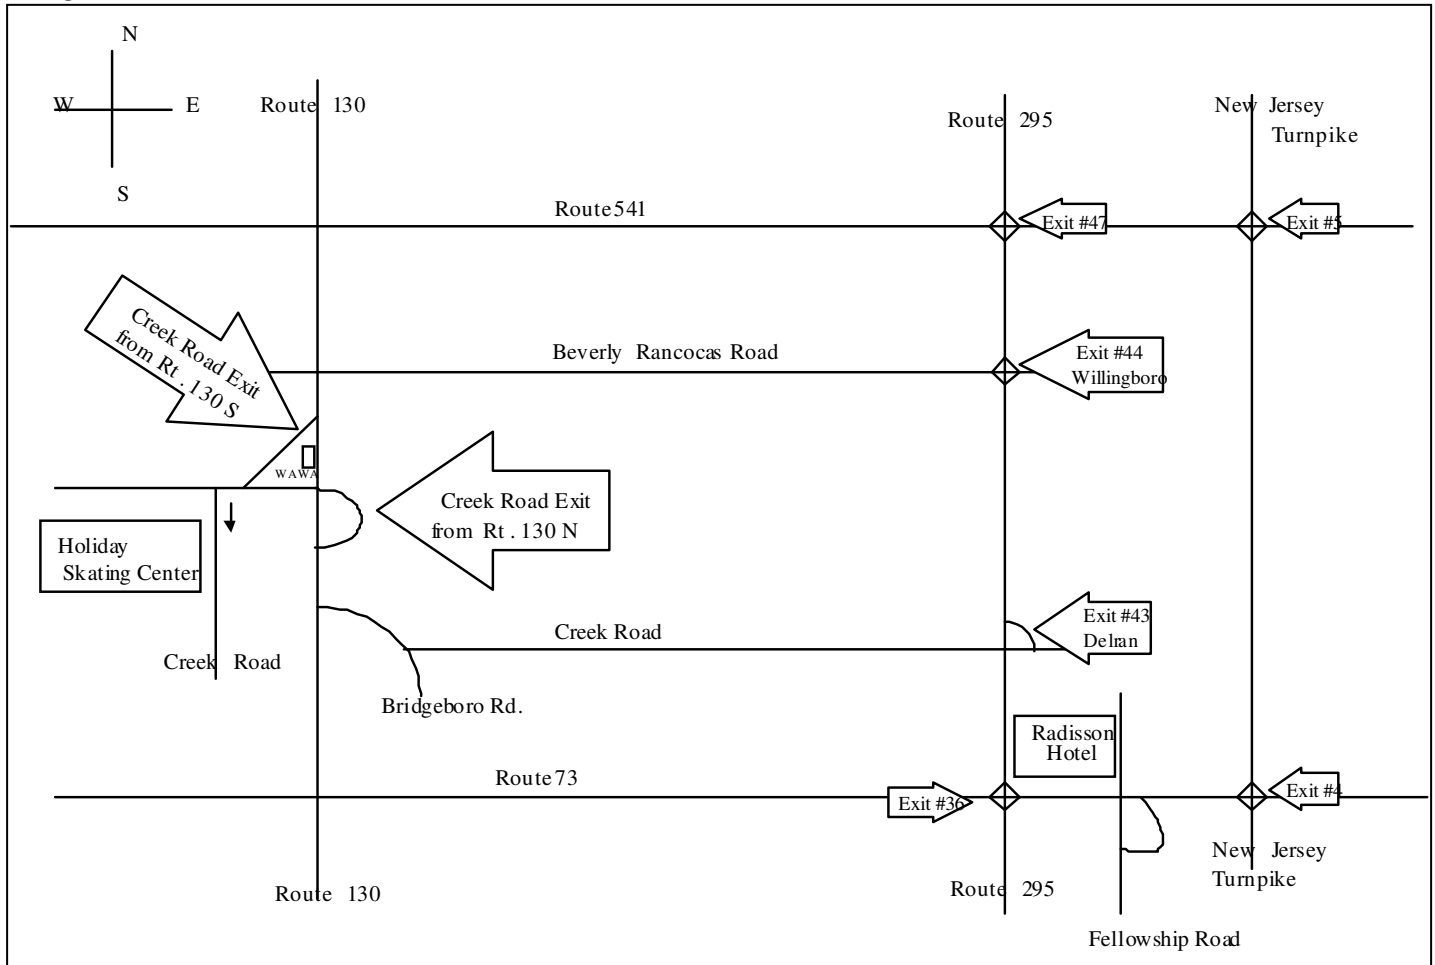 N
W E
S
Route 130
Route 295
New Jersey
Turnpike
Route 541
Exit #47
Exit #5
Creek Road Exit
from Rt. 130 S
Beverly Rancocas Road
Exit #44
Willingboro
WAWA
Creek Road Exit
from Rt. 130 N
Holiday
Skating Center
Creek Road
Creek Road
Exit #43
Delran
Bridgeboro Rd.
Radisson
Hotel
Route 73
Exit #36
Exit #4
New Jersey
Turnpike
Route 130
Route 295
Fellowship Road